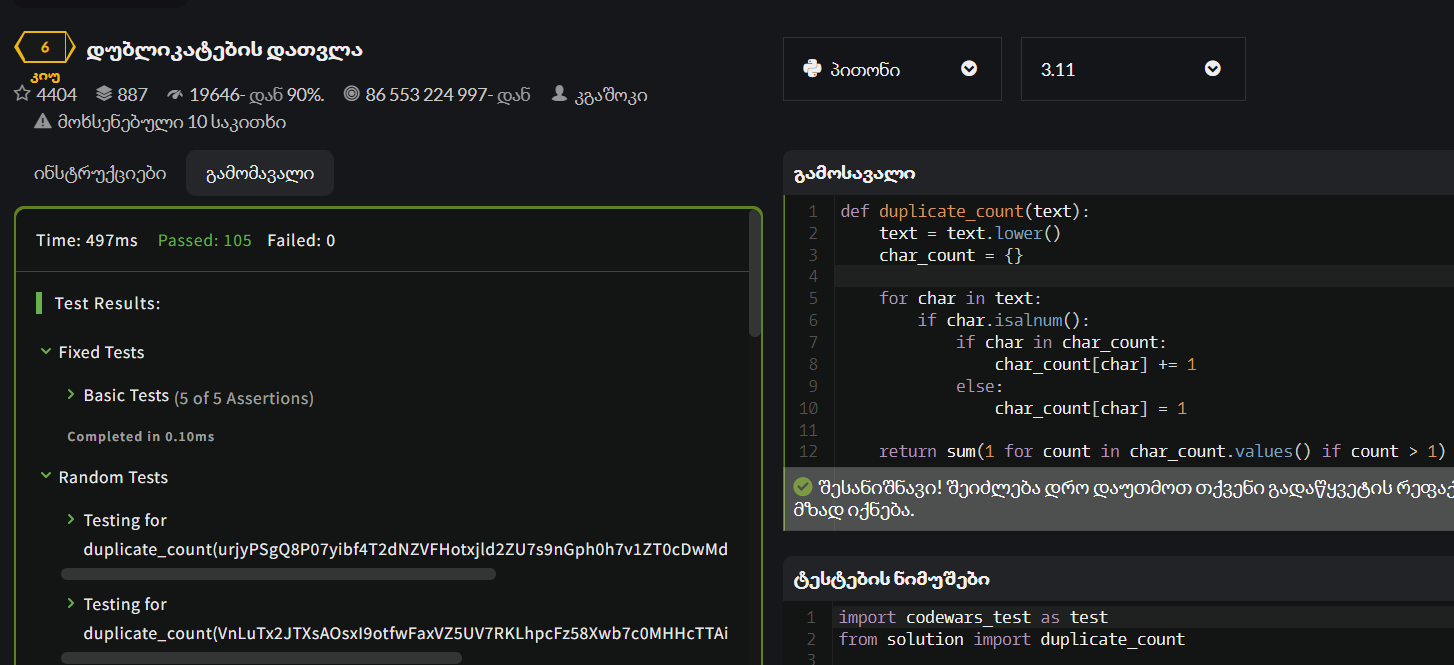 6 დუბლიკატების დათვლა
კიუ
4404 887 19646- დან 90%. 86 553 224 997- დან კგაშოკი
მოხსენებული 10 საკითხი
ინსტრუქციები გამომავალი
Time: 497ms Passed: 105 Failed: 0
Test Results:
Fixed Tests
Basic Tests (5 of 5 Assertions)
Completed in 0.10ms
Random Tests
Testing for
duplicate_count(urjyPSgQ8P07yibf4T2dNZVFHotxjld2ZU7s9nGph0h7v1ZT0cDwMd
Testing for
duplicate_count(VnLuTx2JTXsAOsxI9otfwFaxVZ5UV7RKLhpcFz58Xwb7c0MHHcTTAi
პითონი 3.11
გამოსავალი
1 def duplicate_count(text):
2 text = text.lower()
3 char_count = {}
4
5 for char in text:
6 if char.isalnum():
7 if char in char_count:
8 char_count[char] += 1
9 else:
10 char_count[char] = 1
11
12 return sum(1 for count in char_count.values() if count > 1)
შესანიშნავი! შეიძლება დრო დაუთმოთ თქვენი გადაწყვეტის რეფაქ
მზად იქნება.
ტესტების ნიმუშები
1 import codewars_test as test
2 from solution import duplicate_count
3